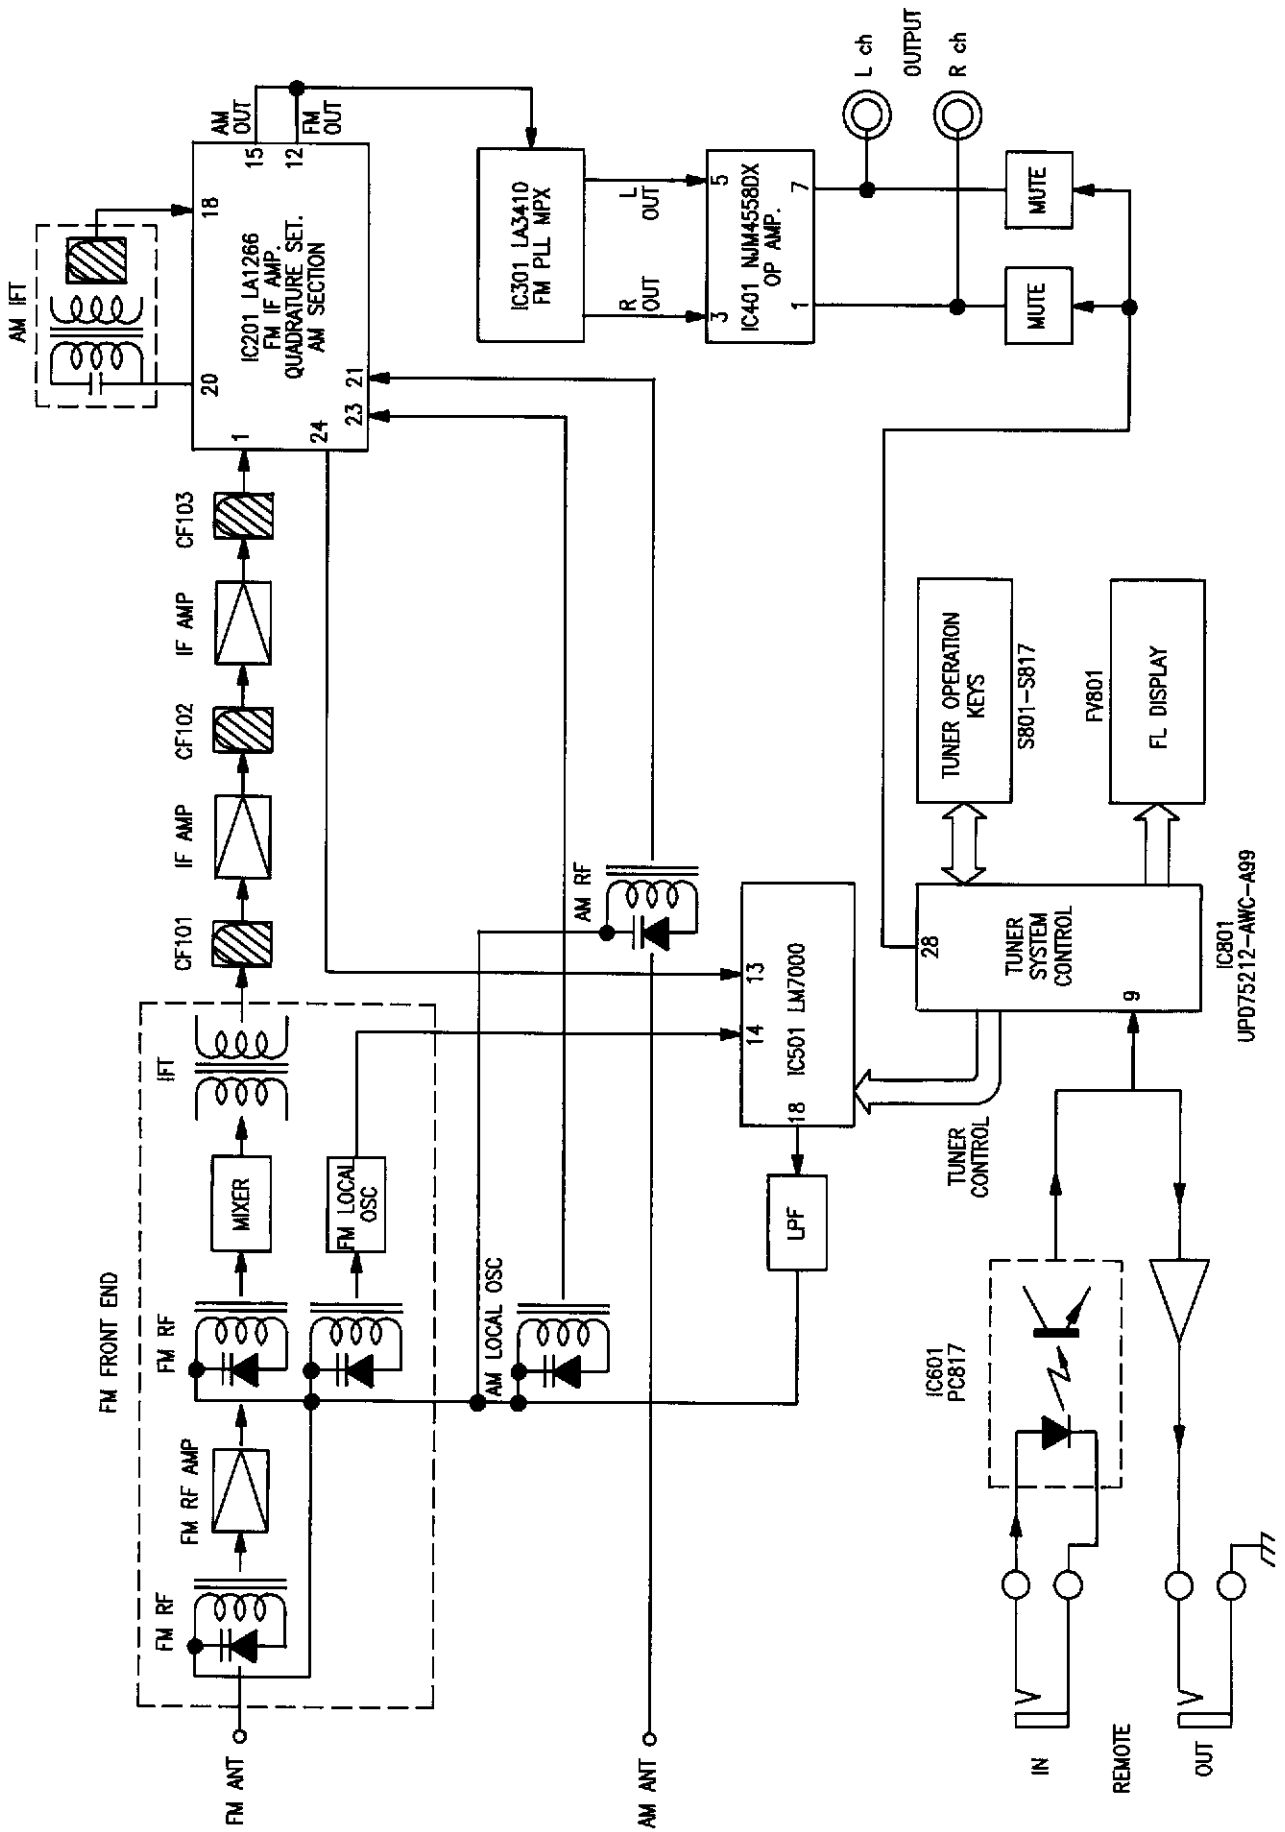 FM ANT
FM FRONT END
FM RF
FM RF AMP
FM RF
MIXER
IFT
FM LOCAL
OSC
CF101
IF AMP
CF102
IF AMP
CF103
AM IFT
1
20
18
24
23
21
15
12
IC201 LA1266
FM IF AMP.
QUADRATURE SET.
AM SECTION
AM
OUT
FM
OUT
AM ANT
AM LOCAL OSC
AM RF
IC301 LA3410
FM PLL MPX
R
OUT
L
OUT
3
5
IC401 NJM4558DX
OP AMP.
1
7
MUTE
MUTE
L ch
OUTPUT
R ch
LPF
18
14
13
IC501 LM7000
TUNER
CONTROL
28
TUNER
SYSTEM
CONTROL
9
IC801
UPD75212-AWC-A99
TUNER OPERATION
KEYS
S801-S817
FV801
FL DISPLAY
IC601
PC817
IN
REMOTE
OUT